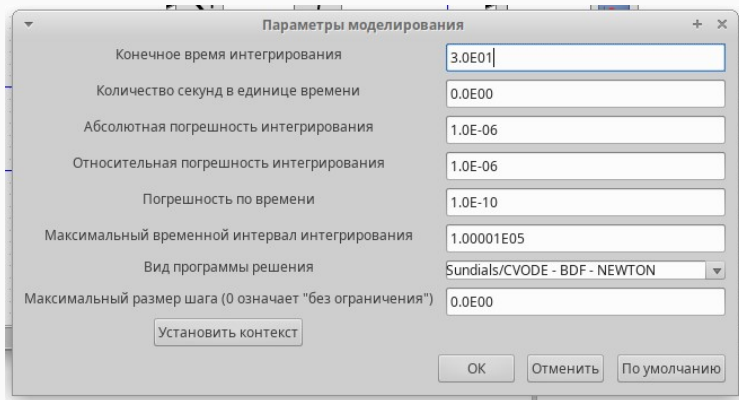 Параметры моделирования
Конечное время интегрирования 3.0E01
Количество секунд в единице времени 0.0E00
Абсолютная погрешность интегрирования 1.0E-06
Относительная погрешность интегрирования 1.0E-06
Погрешность по времени 1.0E-10
Максимальный временной интервал интегрирования 1.00001E05
Вид программы решения Sundials/CVODE - BDF - NEWTON
Максимальный размер шага (0 означает "без ограничения") 0.0E00
Установить контекст
ОК Отменить По умолчанию